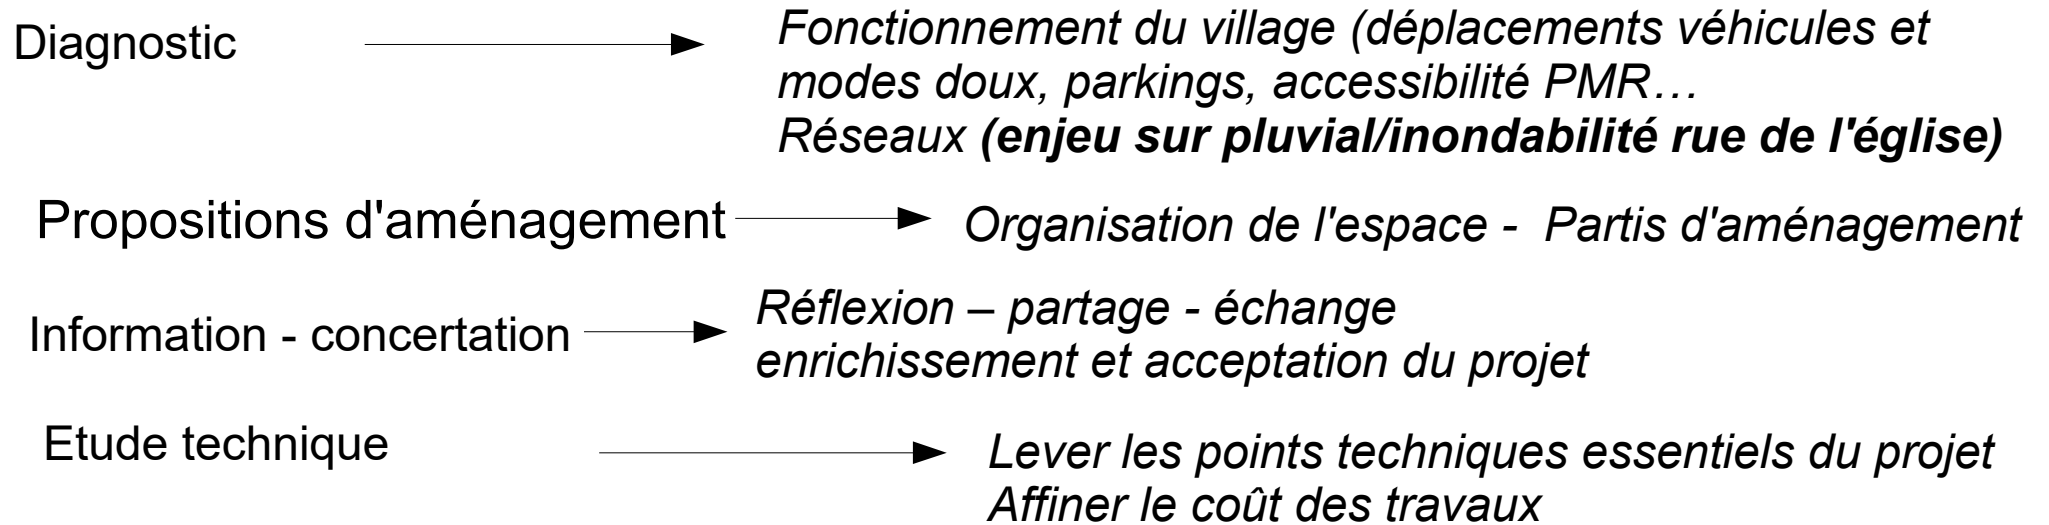 Diagnostic
Fonctionnement du village (déplacements véhicules et
modes doux, parkings, accessibilité PMR…
Réseaux (enjeu sur pluvial/inondabilité rue de l'église)
Propositions d'aménagement
Organisation de l'espace -  Partis d'aménagement
Information - concertation
Réflexion – partage - échange
enrichissement et acceptation du projet
Etude technique
Lever les points techniques essentiels du projet
Affiner le coût des travaux